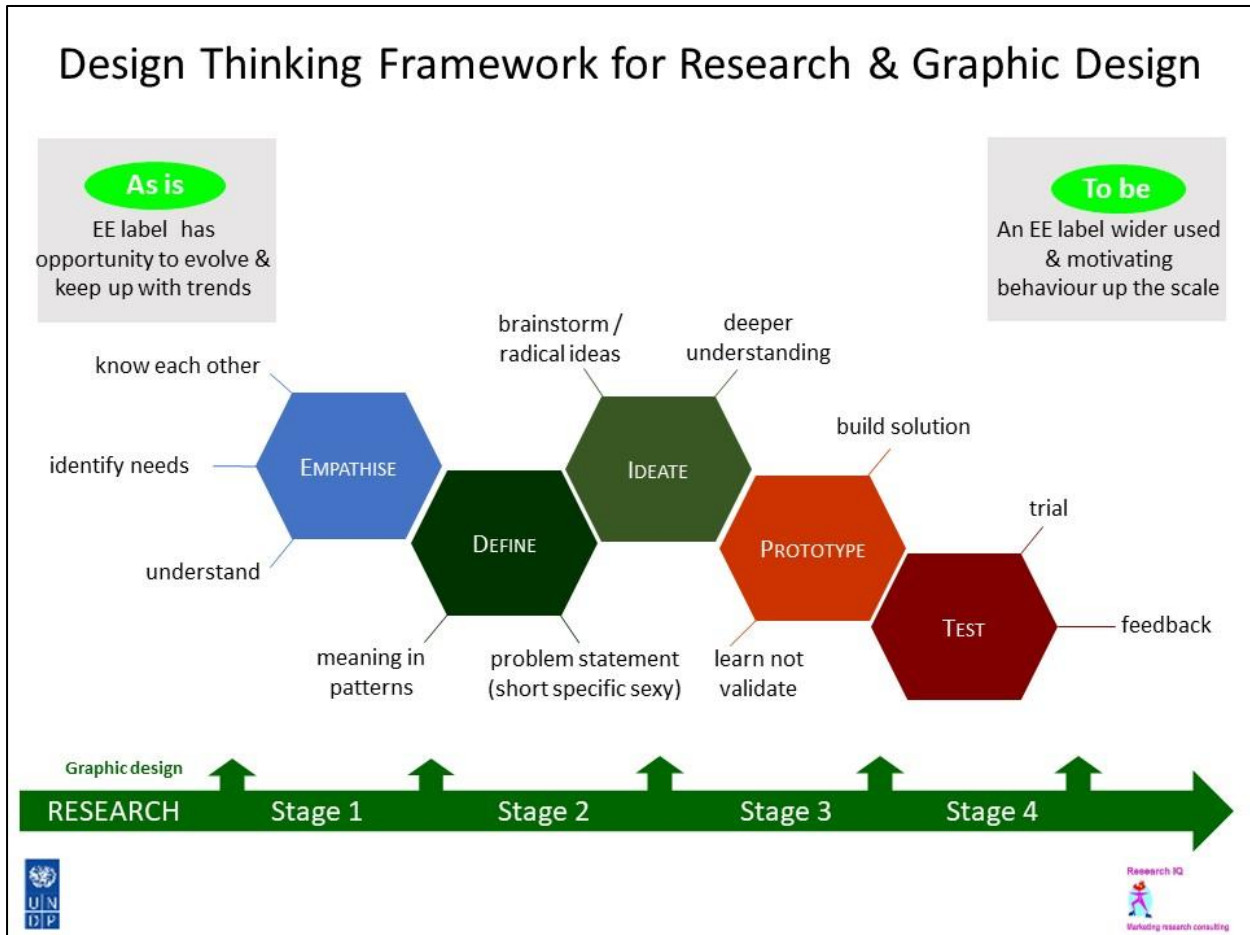 Design Thinking Framework for Research & Graphic Design
As is
EE label has
opportunity to evolve &
keep up with trends
To be
An EE label wider used
& motivating
behaviour up the scale
know each other
identify needs
understand
EMPATHISE
meaning in
patterns
problem statement
(short specific sexy)
DEFINE
brainstorm /
radical ideas
deeper
understanding
IDEATE
build solution
learn not
validate
PROTOTYPE
trial
feedback
TEST
Graphic design
RESEARCH
Stage 1
Stage 2
Stage 3
Stage 4
U N
D P
Research IQ
Marketing research consulting